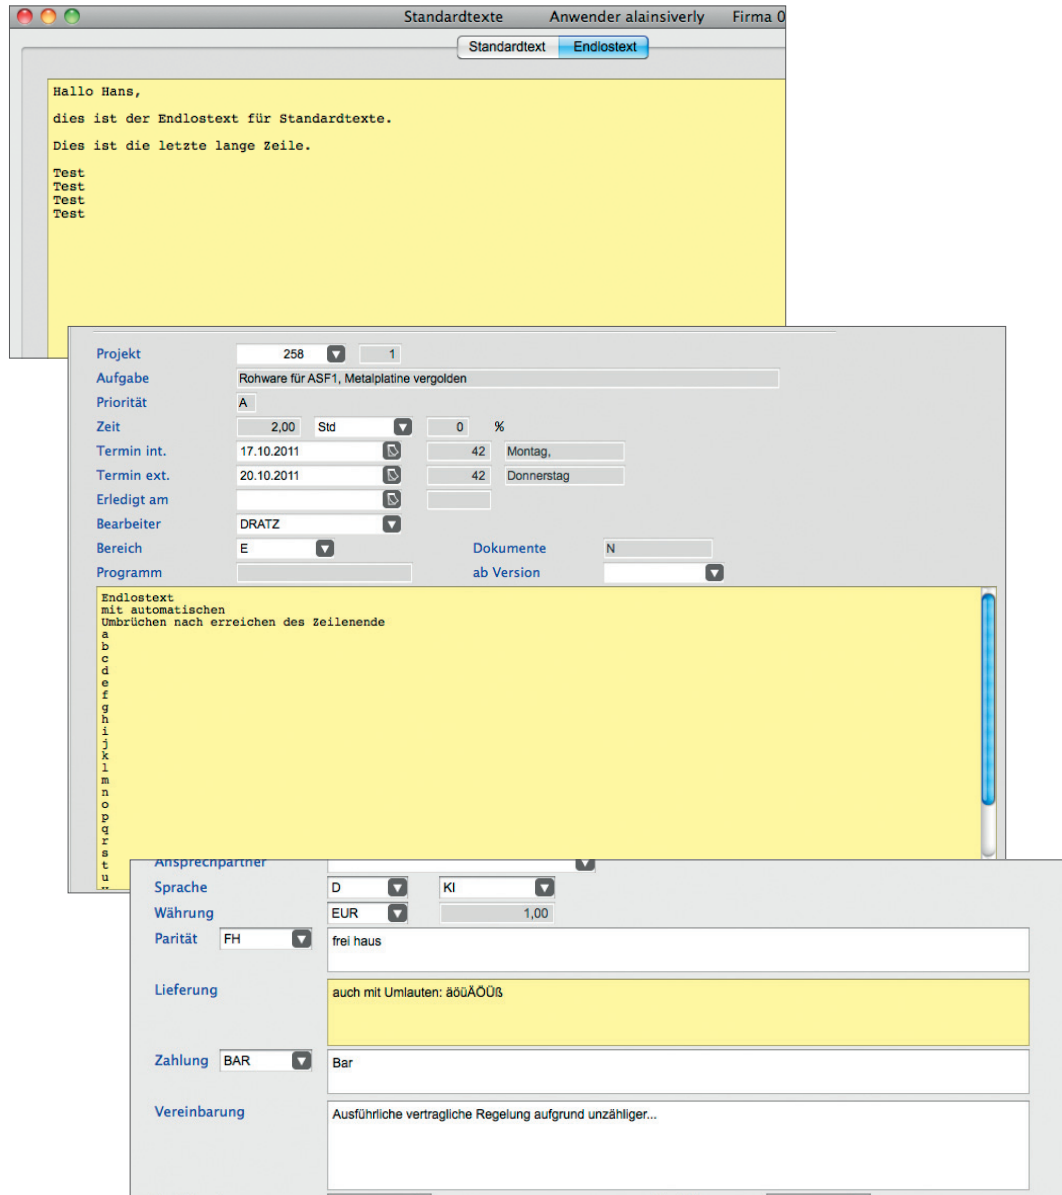 Standardtexte Anwender alainsiverly Firma 0
Standardtext Endlostext
Hallo Hans,
dies ist der Endlostext für Standardtexte.
Dies ist die letzte lange Zeile.
Test
Test
Test
Test
Projekt 258 1
Aufgabe Rohware für ASF1, Metalplatine vergolden
Priorität A
Zeit 2,00 Std 0 %
Termin int. 17.10.2011 42 Montag,
Termin ext. 20.10.2011 42 Donnerstag
Erledigt am
Bearbeiter DRATZ
Bereich E Dokumente N
Programm ab Version
Endlostext
mit automatischen
Umbrüchen nach erreichen des Zeilenende
a
b
c
d
e
f
g
h
i
j
k
l
m
n
o
p
q
r
s
t
u
Ansprechpartner
Sprache D KI
Währung EUR 1,00
Parität FH frei haus
Lieferung auch mit Umlauten: äöüÄÖÜß
Zahlung BAR Bar
Vereinbarung Ausführliche vertragliche Regelung aufgrund unzähliger...